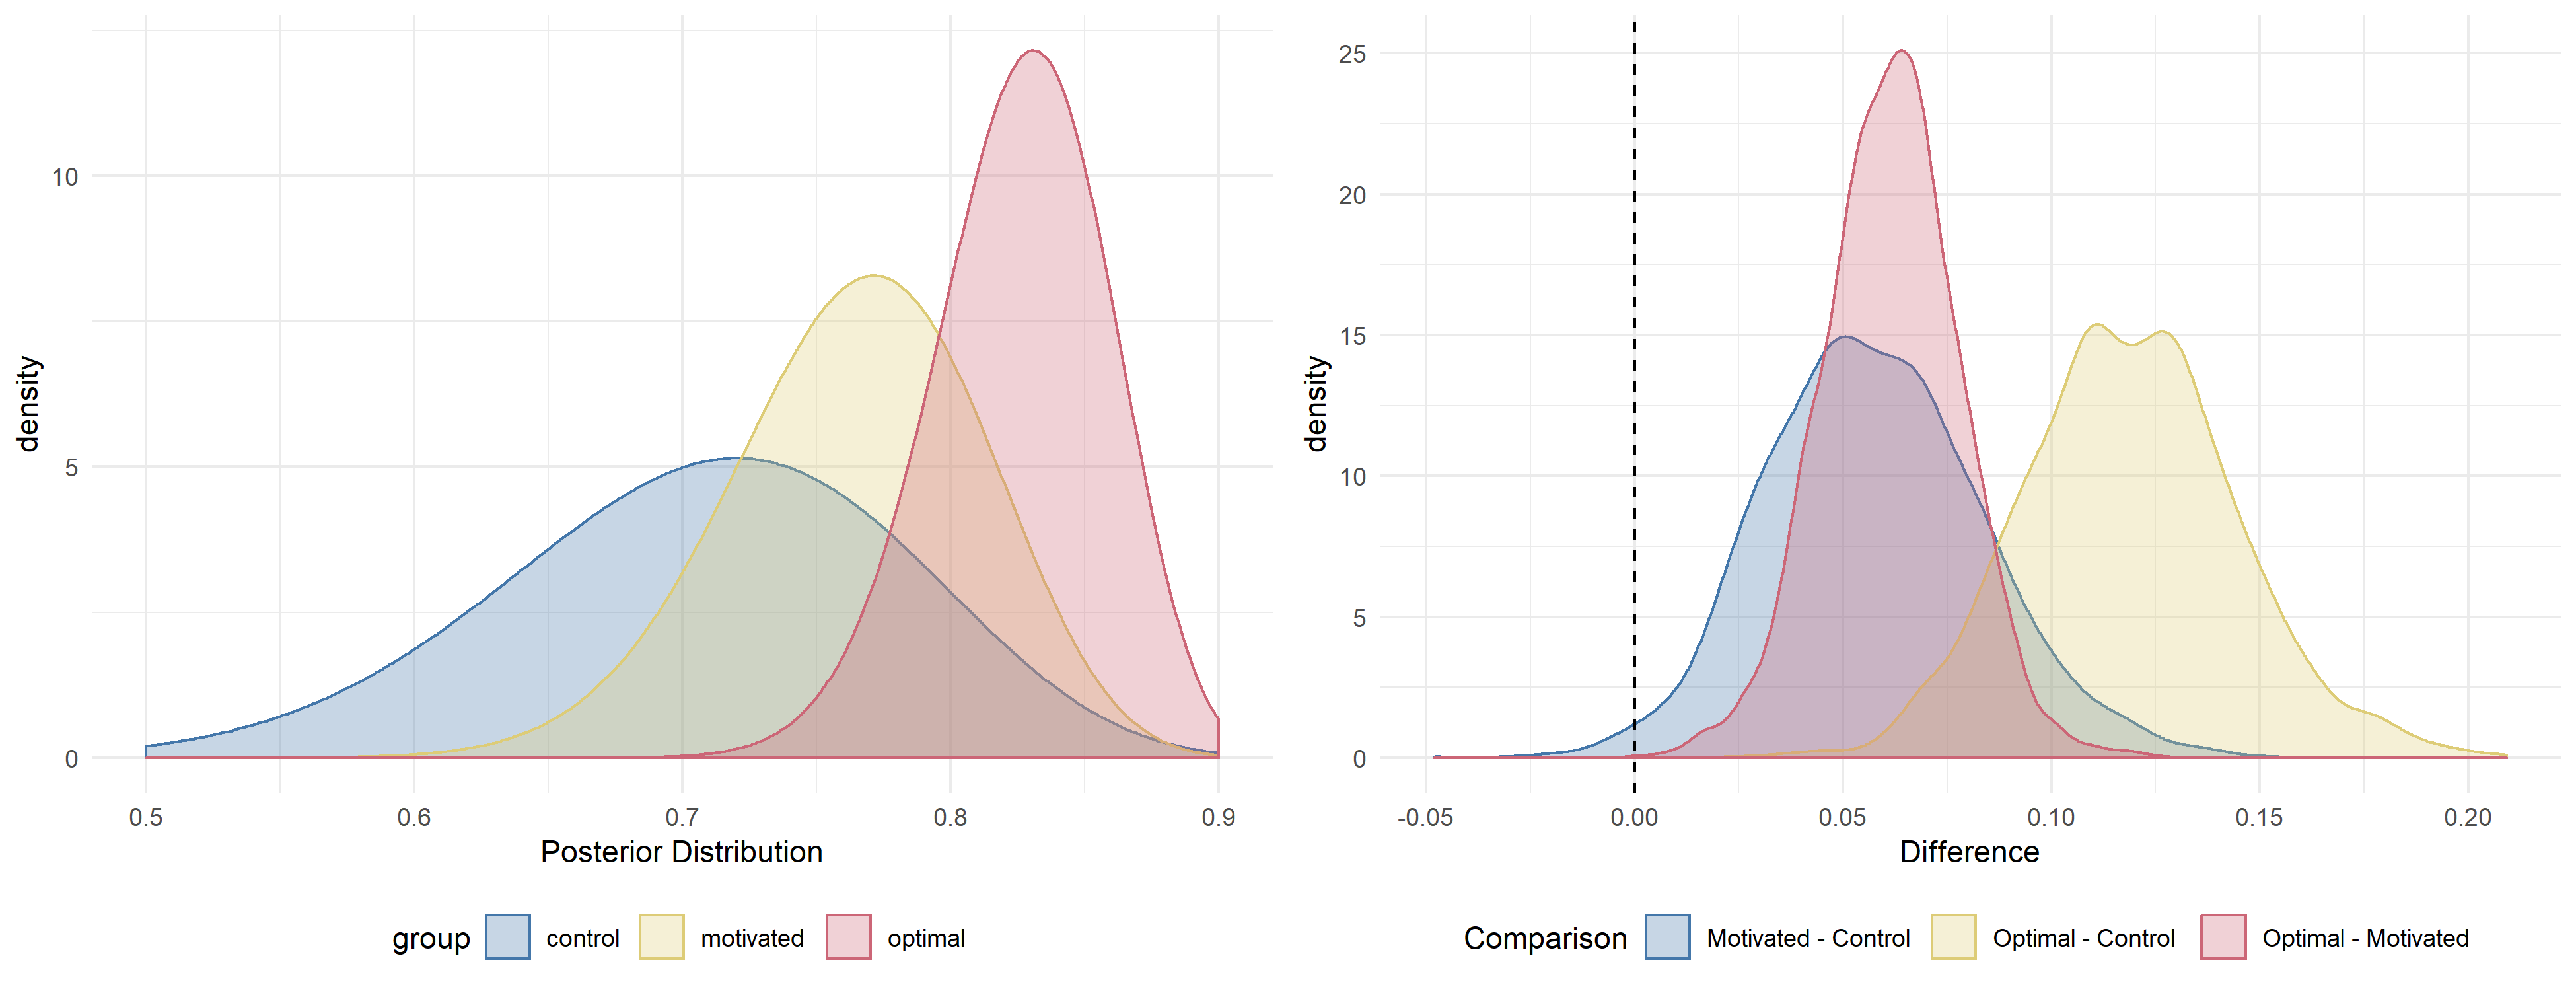 density
10
5
0
0.5 0.6 0.7 0.8 0.9
Posterior Distribution
group control motivated optimal
density
25
20
15
10
5
0
-0.05 0.00 0.05 0.10 0.15 0.20
Difference
Comparison Motivated - Control Optimal - Control Optimal - Motivated